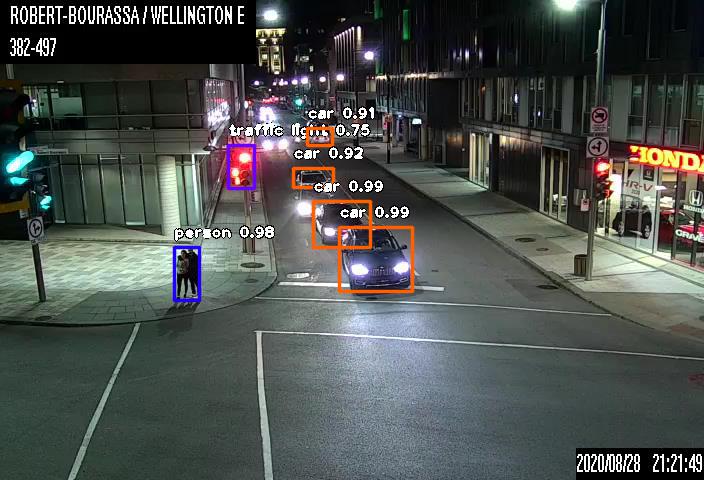 ROBERT-BOURASSA / WELLINGTON E
382-497
car 0.91
traffic light 0.75
car 0.92
car 0.99
car 0.99
person 0.98
HONDA
HR-V
2020/08/28 21:21:49